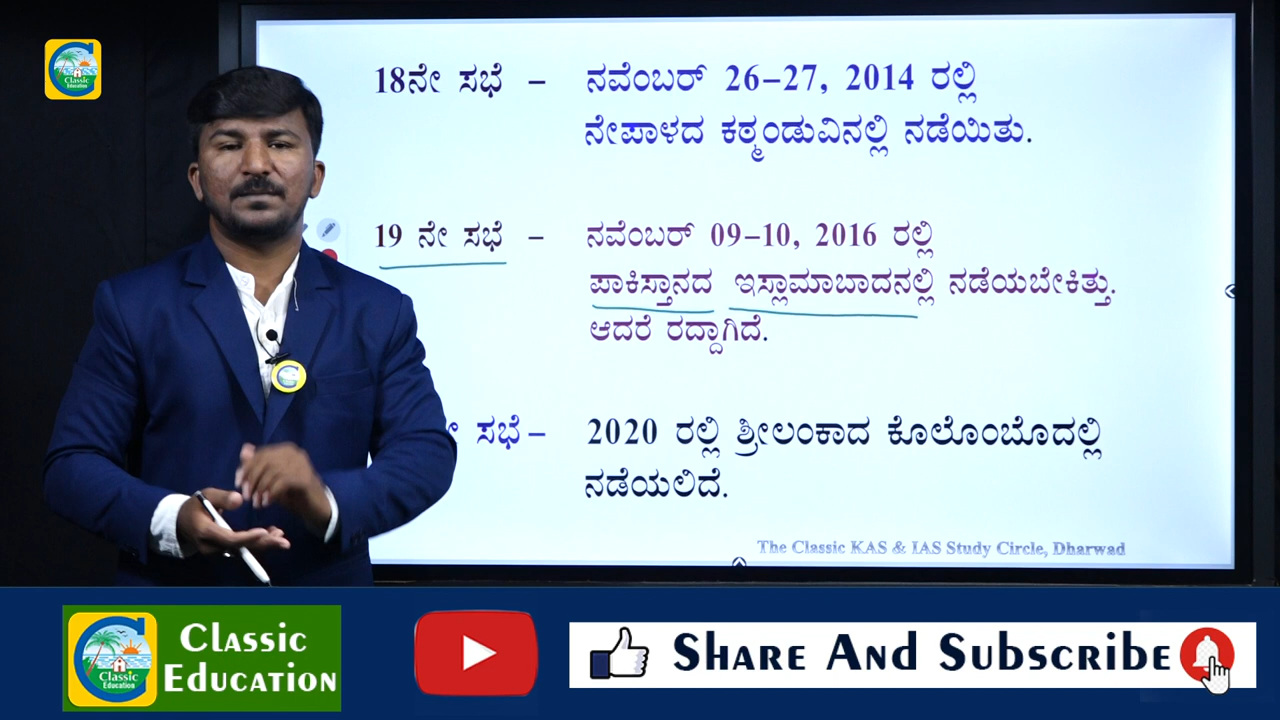 Classic
Education
18ನೇ ಸಭೆ – ನವೆಂಬರ್ 26–27, 2014 ರಲ್ಲಿ
ನೇಪಾಳದ ಕಠ್ಮಂಡುವಿನಲ್ಲಿ ನಡೆಯಿತು.
19 ನೇ ಸಭೆ – ನವೆಂಬರ್ 09–10, 2016 ರಲ್ಲಿ
ಪಾಕಿಸ್ತಾನದ ಇಸ್ಲಾಮಾಬಾದನಲ್ಲಿ ನಡೆಯಬೇಕಿತ್ತು.
ಆದರೆ ರದ್ದಾಗಿದೆ.
ಸಭೆ – 2020 ರಲ್ಲಿ ಶ್ರೀಲಂಕಾದ ಕೊಲೊಂಬೊದಲ್ಲಿ
ನಡೆಯಲಿದೆ.
The Classic KAS & IAS Study Circle, Dharwad
Classic
Education
Classic
Education
Share And Subscribe